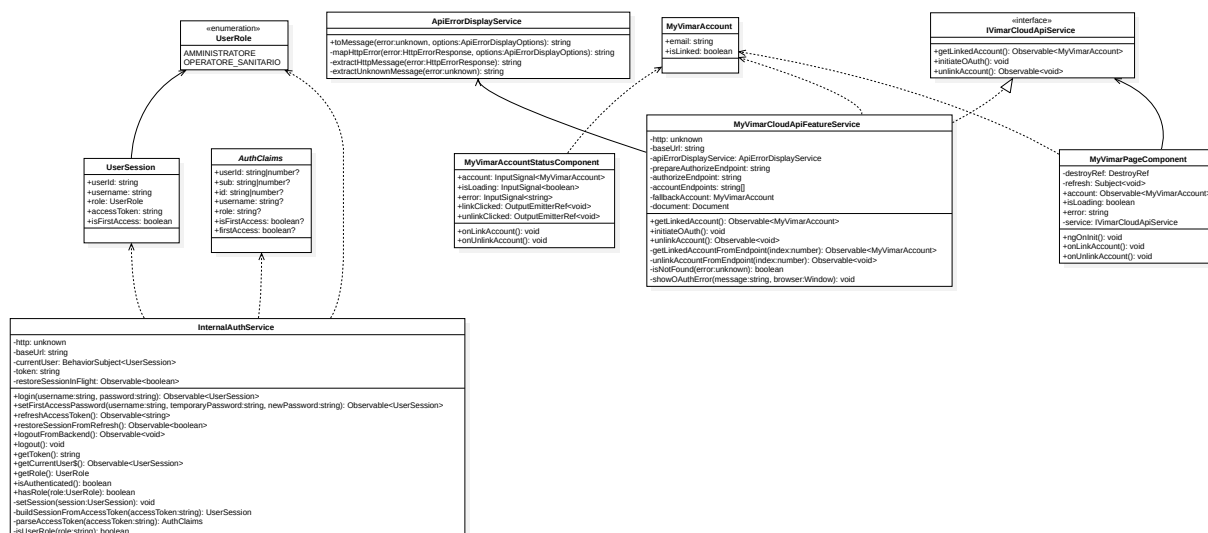 «enumeration»
UserRole
AMMINISTRATORE
OPERATORE_SANITARIO
ApiErrorDisplayService
+toMessage(error:unknown, options:ApiErrorDisplayOptions): string
-mapHttpError(error:HttpErrorResponse, options:ApiErrorDisplayOptions): string
-extractHttpMessage(error:HttpErrorResponse): string
-extractUnknownMessage(error:unknown): string
MyVimarAccount
+email: string
+isLinked: boolean
«interface»
IVimarCloudApiService
+getLinkedAccount(): Observable<MyVimarAccount>
+initiateOAuth(): void
+unlinkAccount(): Observable<void>
UserSession
+userId: string
+username: string
+role: UserRole
+accessToken: string
+isFirstAccess: boolean
AuthClaims
+userId: string|number?
+sub: string|number?
+id: string|number?
+username: string?
+role: string?
+isFirstAccess: boolean?
+firstAccess: boolean?
MyVimarAccountStatusComponent
+account: InputSignal<MyVimarAccount>
+isLoading: InputSignal<boolean>
+error: InputSignal<string>
+linkClicked: OutputEmitterRef<void>
+unlinkClicked: OutputEmitterRef<void>
+onLinkAccount(): void
+onUnlinkAccount(): void
MyVimarCloudApiFeatureService
-http: unknown
-baseUrl: string
-apiErrorDisplayService: ApiErrorDisplayService
-prepareAuthorizeEndpoint: string
-authorizeEndpoint: string
-accountEndpoints: string[]
-fallbackAccount: MyVimarAccount
-document: Document
+getLinkedAccount(): Observable<MyVimarAccount>
+initiateOAuth(): void
+unlinkAccount(): Observable<void>
-getLinkedAccountFromEndpoint(index:number): Observable<MyVimarAccount>
-unlinkAccountFromEndpoint(index:number): Observable<void>
-isNotFound(error:unknown): boolean
-showOAuthError(message:string, browser:Window): void
MyVimarPageComponent
-destroyRef: DestroyRef
-refresh: Subject<void>
+account: Observable<MyVimarAccount>
+isLoading: boolean
+error: string
-service: IVimarCloudApiService
+ngOnInit(): void
+onLinkAccount(): void
+onUnlinkAccount(): void
InternalAuthService
-http: unknown
-baseUrl: string
-currentUser: BehaviorSubject<UserSession>
-token: string
-restoreSessionInFlight: Observable<boolean>
+login(username:string, password:string): Observable<UserSession>
+setFirstAccessPassword(username:string, temporaryPassword:string, newPassword:string): Observable<UserSession>
+refreshAccessToken(): Observable<string>
+restoreSessionFromRefresh(): Observable<boolean>
+logoutFromBackend(): Observable<void>
+logout(): void
+getToken(): string
+getCurrentUser$(): Observable<UserSession>
+getRole(): UserRole
+isAuthenticated(): boolean
+hasRole(role:UserRole): boolean
-setSession(session:UserSession): void
-buildSessionFromAccessToken(accessToken:string): UserSession
-parseAccessToken(accessToken:string): AuthClaims
-isUserRole(role:string): boolean